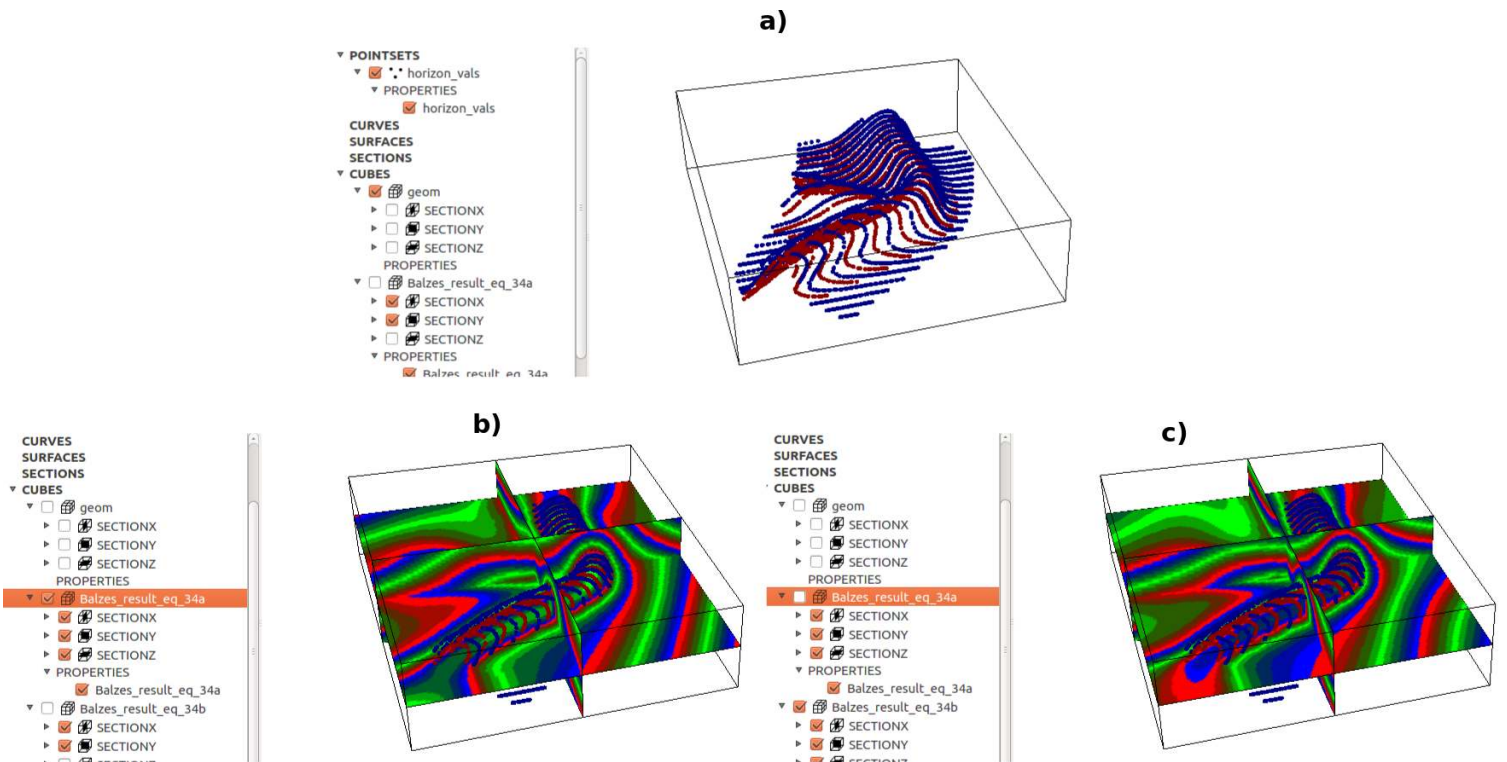 a)
POINTSETS
horizon_vals
PROPERTIES
horizon_vals
CURVES
SURFACES
SECTIONS
CUBES
geom
SECTIONX
SECTIONY
SECTIONZ
PROPERTIES
Balzes_result_eq_34a
SECTIONX
SECTIONY
SECTIONZ
PROPERTIES
Balzes_result_eq_34a
b)
CURVES
SURFACES
SECTIONS
CUBES
geom
SECTIONX
SECTIONY
SECTIONZ
PROPERTIES
Balzes_result_eq_34a
SECTIONX
SECTIONY
SECTIONZ
PROPERTIES
Balzes_result_eq_34a
Balzes_result_eq_34b
SECTIONX
SECTIONY
c)
CURVES
SURFACES
SECTIONS
CUBES
geom
SECTIONX
SECTIONY
SECTIONZ
PROPERTIES
Balzes_result_eq_34a
SECTIONX
SECTIONY
SECTIONZ
PROPERTIES
Balzes_result_eq_34a
Balzes_result_eq_34b
SECTIONX
SECTIONY